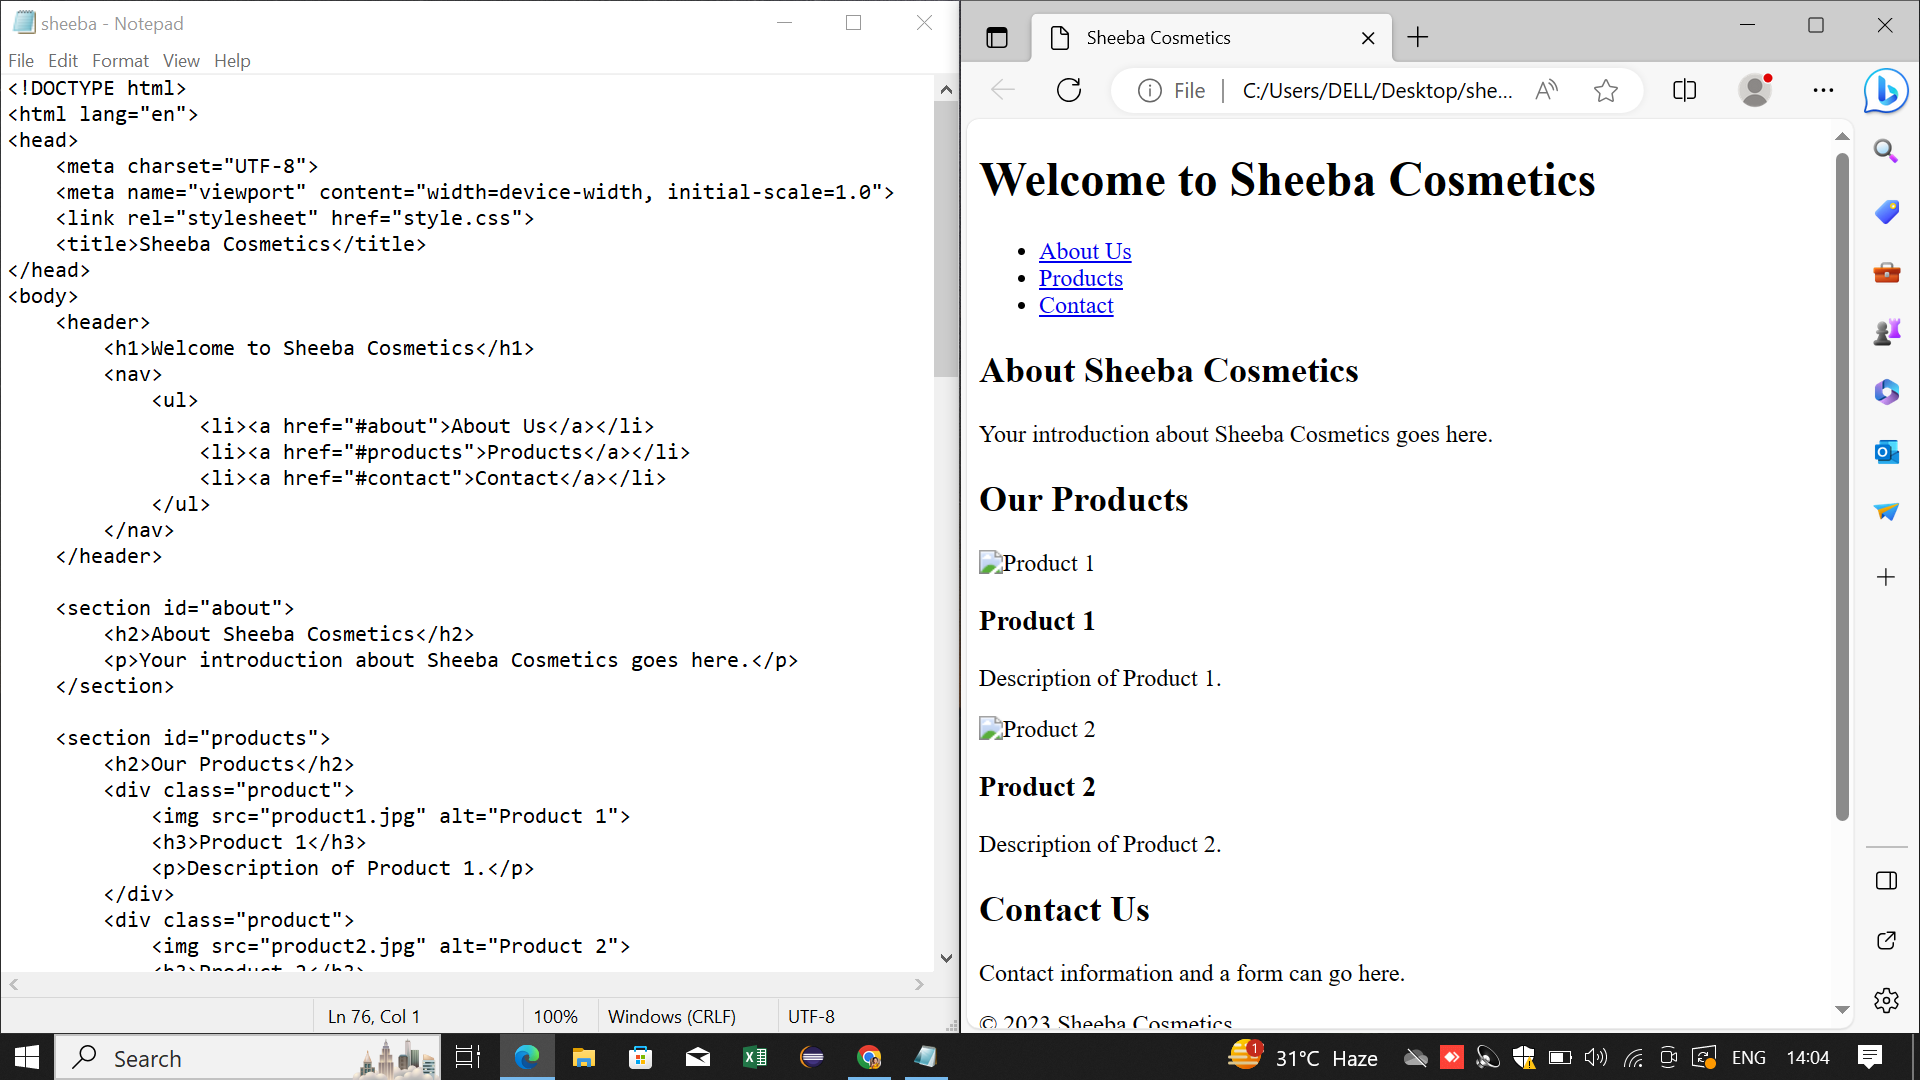 sheeba - Notepad
File Edit Format View Help
<!DOCTYPE html>
<html lang="en">
<head>
    <meta charset="UTF-8">
    <meta name="viewport" content="width=device-width, initial-scale=1.0">
    <link rel="stylesheet" href="style.css">
    <title>Sheeba Cosmetics</title>
</head>
<body>
    <header>
        <h1>Welcome to Sheeba Cosmetics</h1>
        <nav>
            <ul>
                <li><a href="#about">About Us</a></li>
                <li><a href="#products">Products</a></li>
                <li><a href="#contact">Contact</a></li>
            </ul>
        </nav>
    </header>
    <section id="about">
        <h2>About Sheeba Cosmetics</h2>
        <p>Your introduction about Sheeba Cosmetics goes here.</p>
    </section>
    <section id="products">
        <h2>Our Products</h2>
        <div class="product">
            <img src="product1.jpg" alt="Product 1">
            <h3>Product 1</h3>
            <p>Description of Product 1.</p>
        </div>
        <div class="product">
            <img src="product2.jpg" alt="Product 2">
            <h3>Product 2</h3>
Ln 76, Col 1 100% Windows (CRLF) UTF-8
Sheeba Cosmetics
File C:/Users/DELL/Desktop/she...
Welcome to Sheeba Cosmetics
About Us
Products
Contact
About Sheeba Cosmetics
Your introduction about Sheeba Cosmetics goes here.
Our Products
Product 1
Product 1
Description of Product 1.
Product 2
Product 2
Description of Product 2.
Contact Us
Contact information and a form can go here.
© 2023 Sheeba Cosmetics
Search
1 31°C Haze ENG 14:04